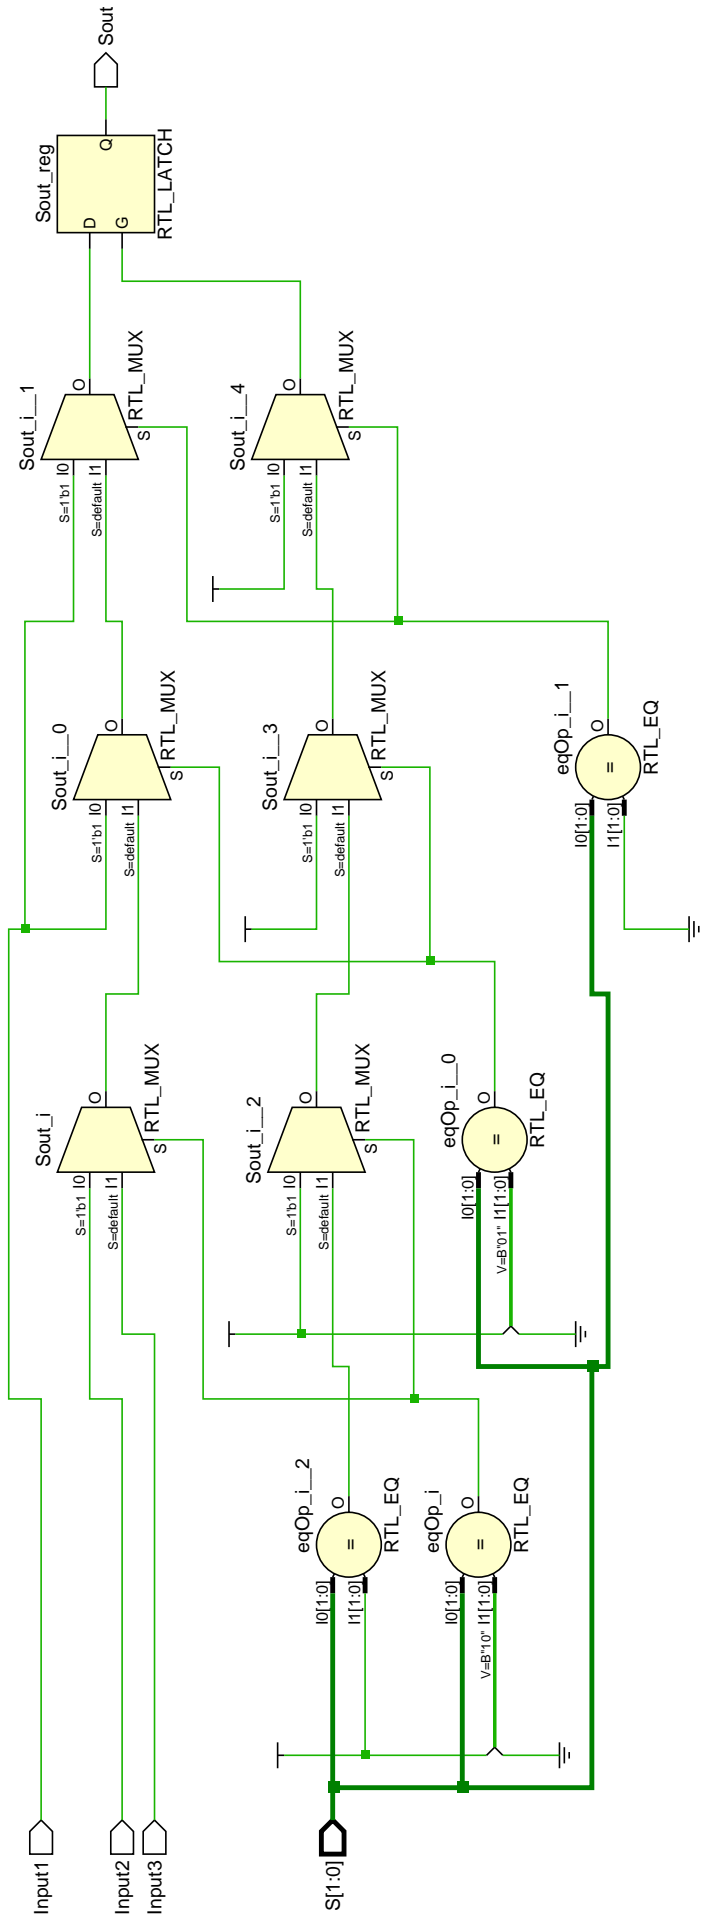 Sout
Sout_reg
D
G
Q
RTL_LATCH
Sout_i__1
S=1'b1 I0
S=default I1
O
S
RTL_MUX
Sout_i__4
S=1'b1 I0
S=default I1
O
S
RTL_MUX
Sout_i__0
S=1'b1 I0
S=default I1
O
S
RTL_MUX
Sout_i__3
S=1'b1 I0
S=default I1
O
S
RTL_MUX
eqOp_i__1
I0[1:0]
I1[1:0]
=
O
RTL_EQ
Sout_i
S=1'b1 I0
S=default I1
O
S
RTL_MUX
Sout_i__2
S=1'b1 I0
S=default I1
O
S
RTL_MUX
eqOp_i__0
I0[1:0]
V=B"01" I1[1:0]
=
O
RTL_EQ
eqOp_i__2
I0[1:0]
I1[1:0]
=
O
RTL_EQ
eqOp_i
I0[1:0]
V=B"10" I1[1:0]
=
O
RTL_EQ
Input1
Input2
Input3
S[1:0]